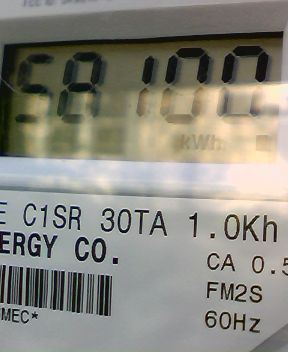 58100
kWh
E C1SR 30TA 1.0Kh
ERGY CO.
CA 0.5
FM2S
MEC*
60Hz